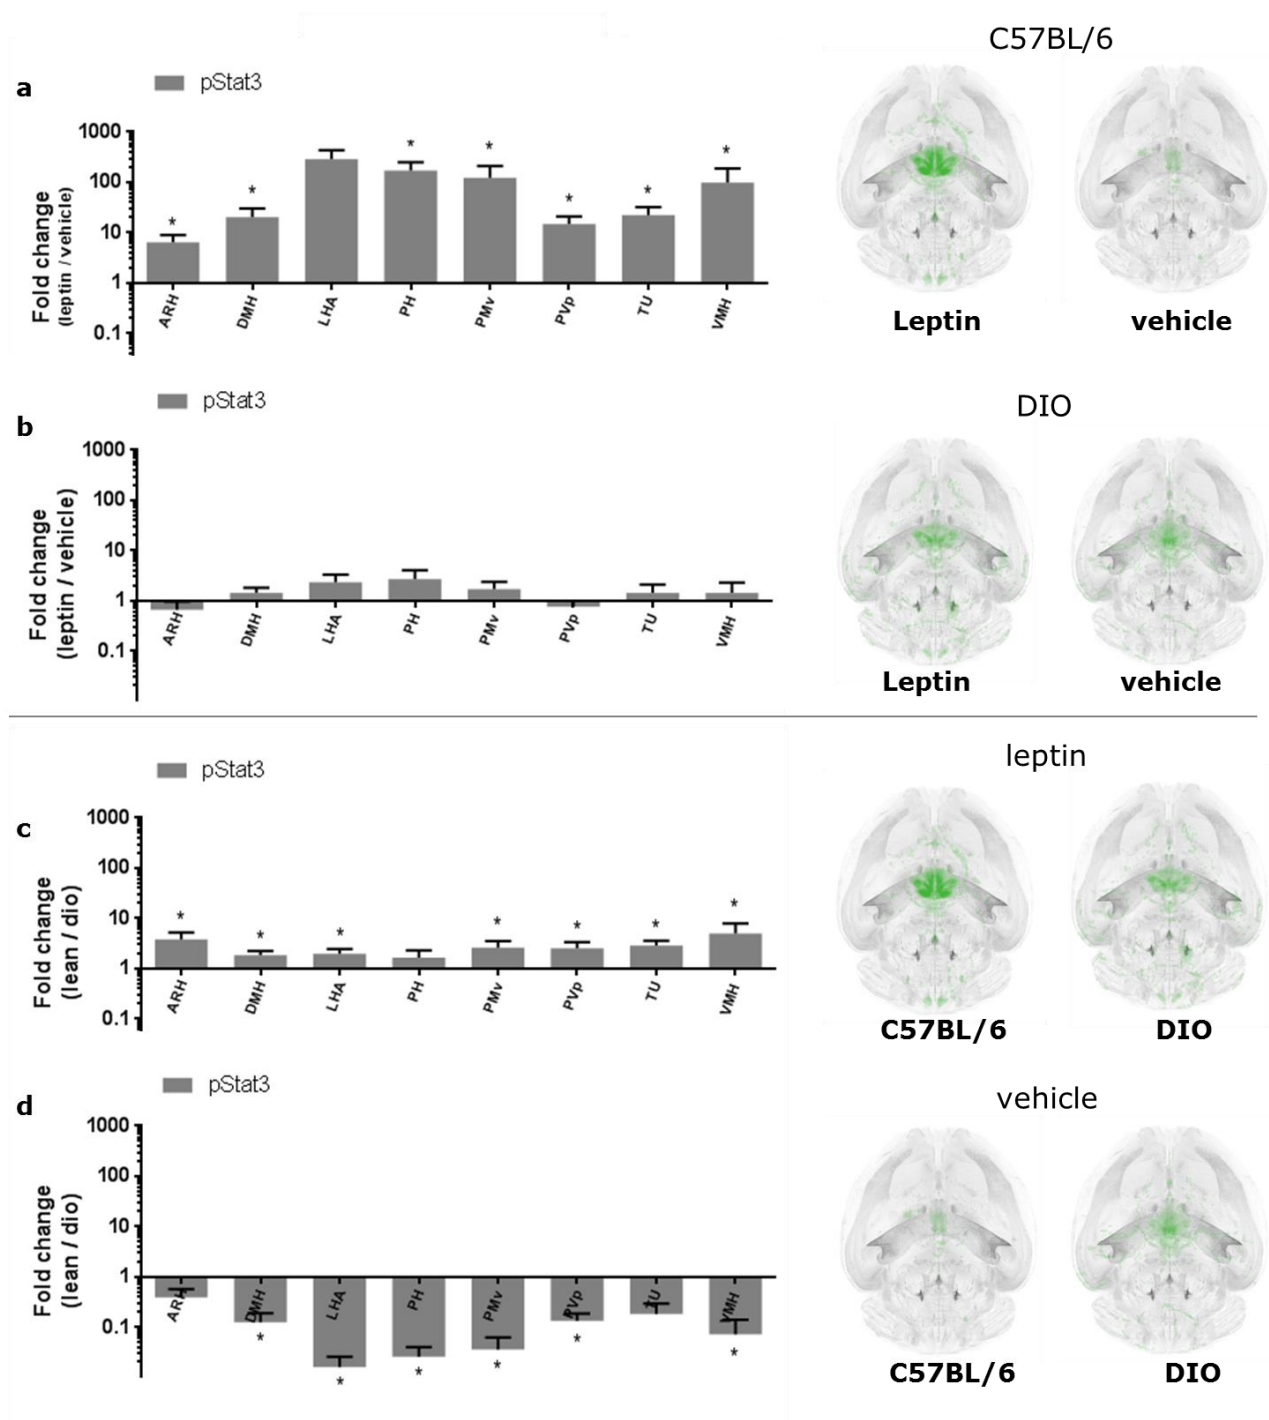 C57BL/6
a
pStat3
1000
100
10
1
0.1
Fold change
(leptin / vehicle)
* * * * * * *
ARH DMH LHA PH PMv PVp TU VMH
Leptin vehicle
DIO
b
pStat3
1000
100
10
1
0.1
Fold change
(leptin / vehicle)
ARH DMH LHA PH PMv PVp TU VMH
Leptin vehicle
leptin
c
pStat3
1000
100
10
1
0.1
Fold change
(lean / dio)
* * * * * * *
ARH DMH LHA PH PMv PVp TU VMH
C57BL/6 DIO
vehicle
d
pStat3
1000
100
10
1
0.1
Fold change
(lean / dio)
ARH DMH LHA PH PMv PVp TU VMH
* * * * * *
C57BL/6 DIO